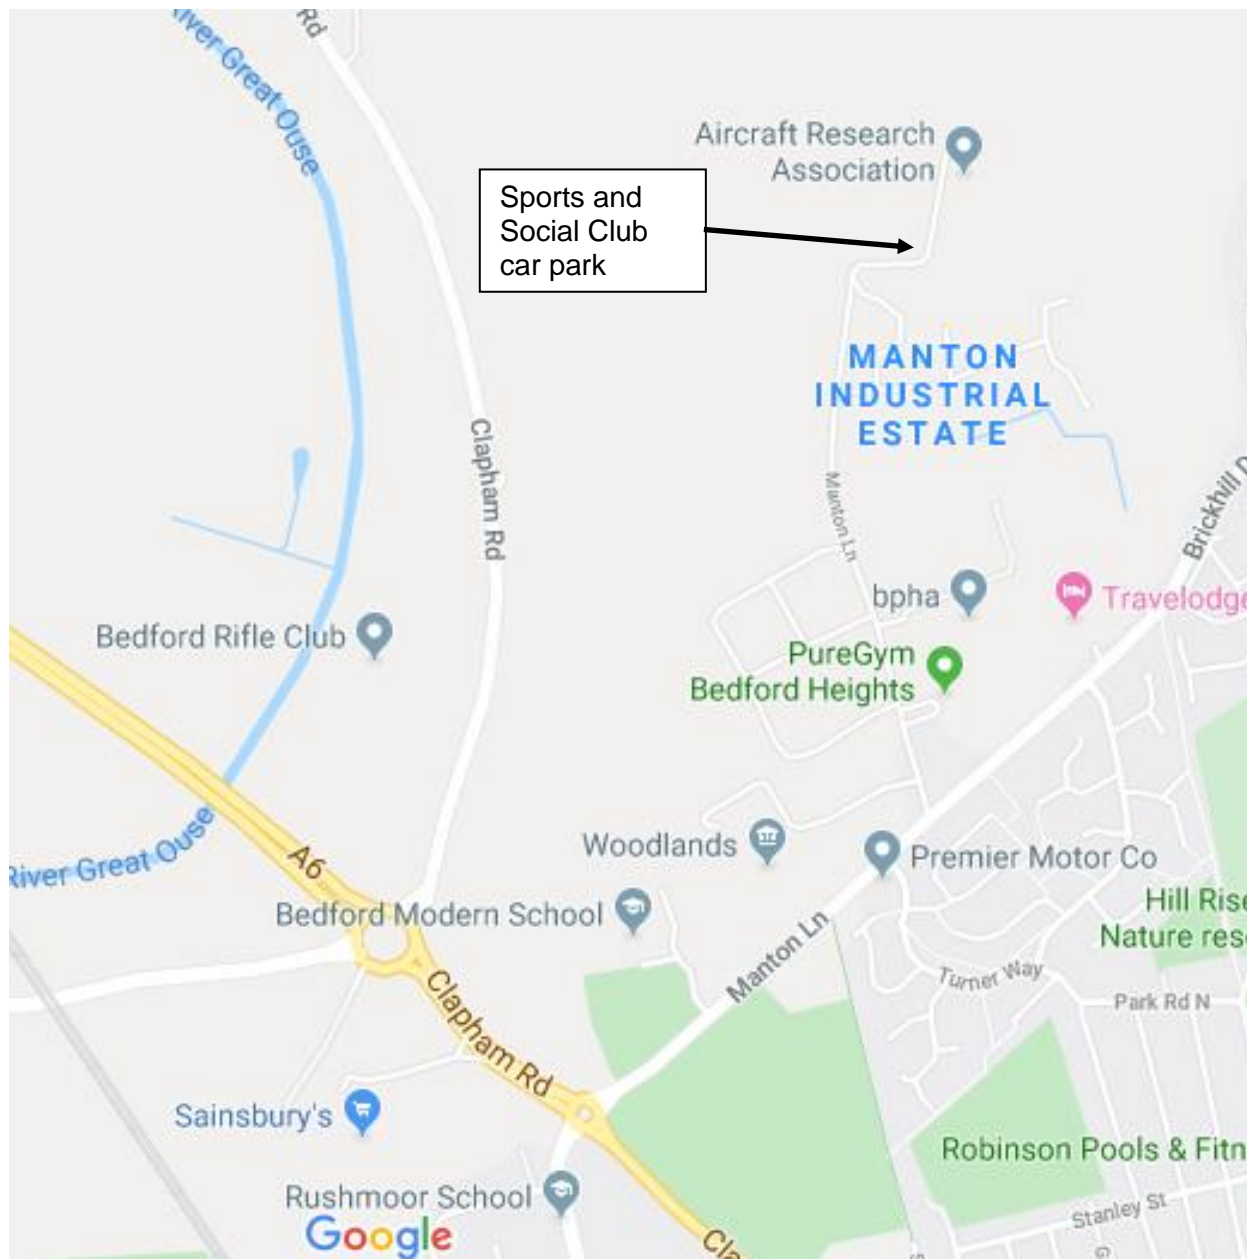 Rd
River Great Ouse
Aircraft Research
Association
Sports and
Social Club
car park
MANTON
INDUSTRIAL
ESTATE
Clapham Rd
Manton Ln
Brickhill D
bpha
Travelodge
Bedford Rifle Club
PureGym
Bedford Heights
River Great Ouse
A6
Woodlands
Premier Motor Co
Bedford Modern School
Hill Rise
Nature rese
Manton Ln
Turner Way
Park Rd N
Clapham Rd
Sainsbury's
Robinson Pools & Fitn
Rushmoor School
Stanley St
Google
Cla
G
S